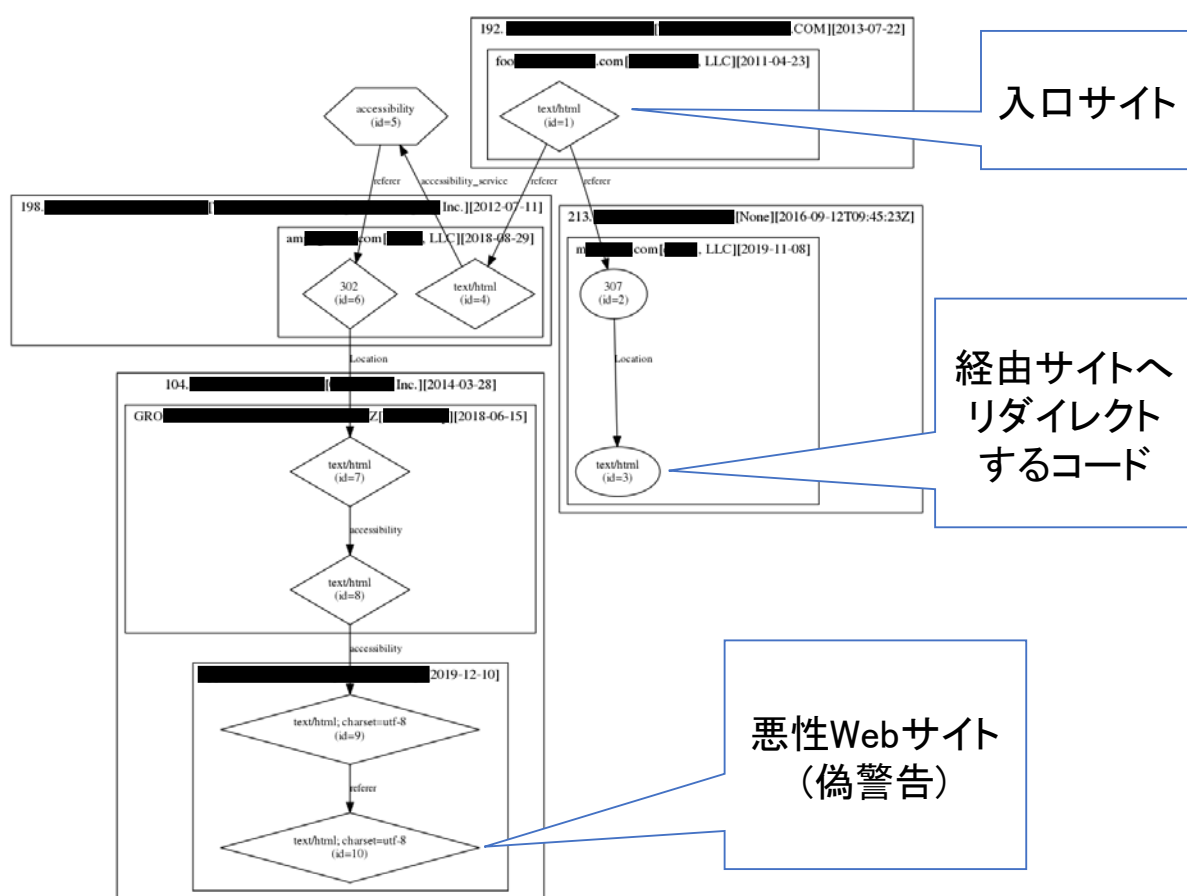 192. [ .COM][2013-07-22]
foo .com[ , LLC][2011-04-23]
text/html
(id=1)
入口サイト
accessibility
(id=5)
referer
accessibility_service
referer
referer
198. [ Inc.][2012-07-11]
am .com[ , LLC][2018-08-29]
302
(id=6)
text/html
(id=4)
213. [None][2016-09-12T09:45:23Z]
m .com[ , LLC][2019-11-08]
307
(id=2)
Location
text/html
(id=3)
経由サイトへ
リダイレクト
するコード
Location
104. [ Inc.][2014-03-28]
GRO Z[ ][2018-06-15]
text/html
(id=7)
accessibility
text/html
(id=8)
accessibility
2019-12-10]
text/html; charset=utf-8
(id=9)
referer
text/html; charset=utf-8
(id=10)
悪性Webサイト
（偽警告）